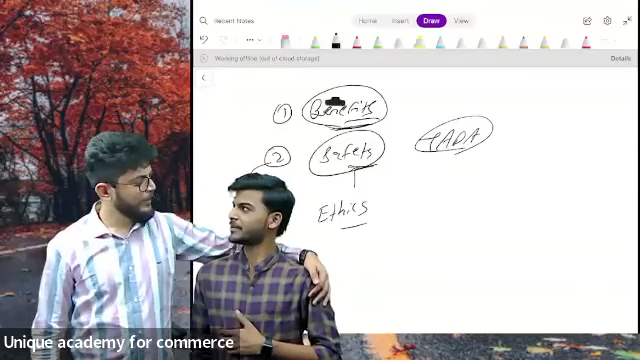 Recent Notes
Home Insert Draw View
Working offline (out of cloud storage) Details
1 Benefits
2 Safets TADA
Ethics
Unique academy for commerce